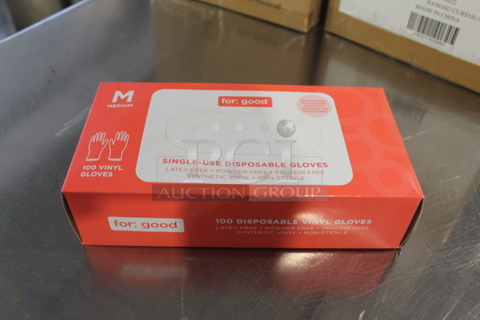 MADE IN CHINA
M
MEDIUM
for: good
100 VINYL
GLOVES
SINGLE-USE DISPOSABLE GLOVES
LATEX FREE • POWDER FREE • PROTEIN FREE
SYNTHETIC VINYL • NON-STERILE
PCI
AUCTION GROUP
for: good
100 DISPOSABLE VINYL GLOVES
LATEX FREE • POWDER FREE • PROTEIN FREE
SYNTHETIC VINYL • NON-STERILE